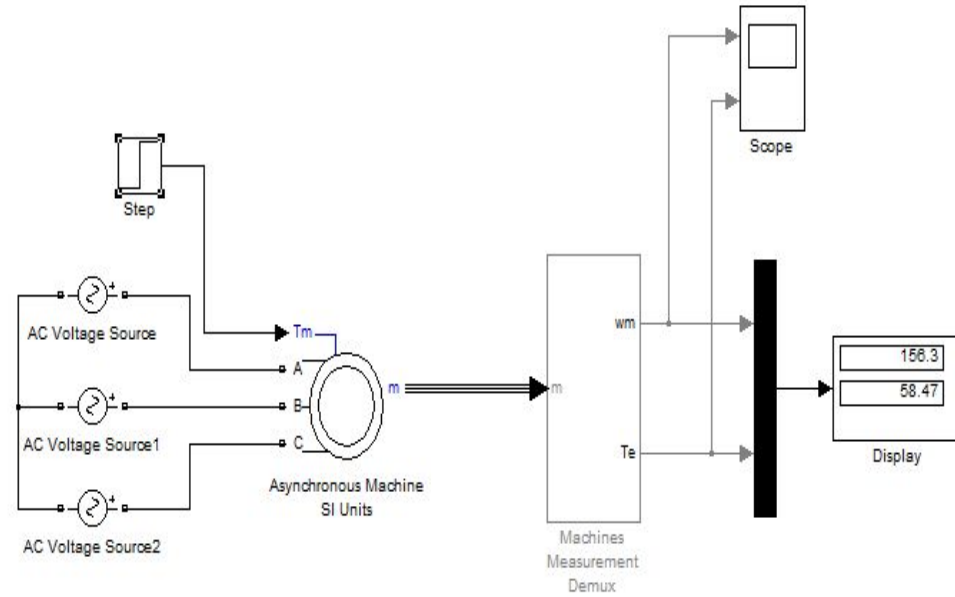 Scope
Step
AC Voltage Source
AC Voltage Source1
AC Voltage Source2
Tm
A
B
C
m
Asynchronous Machine
SI Units
m
wm
Te
Machines
Measurement
Demux
156.3
58.47
Display